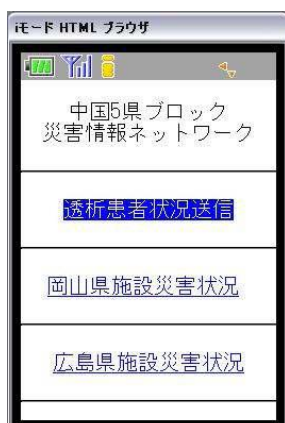 iモード HTML ブラウザ
中国5県ブロック
災害情報ネットワーク
透析患者状況送信
岡山県施設災害状況
広島県施設災害状況